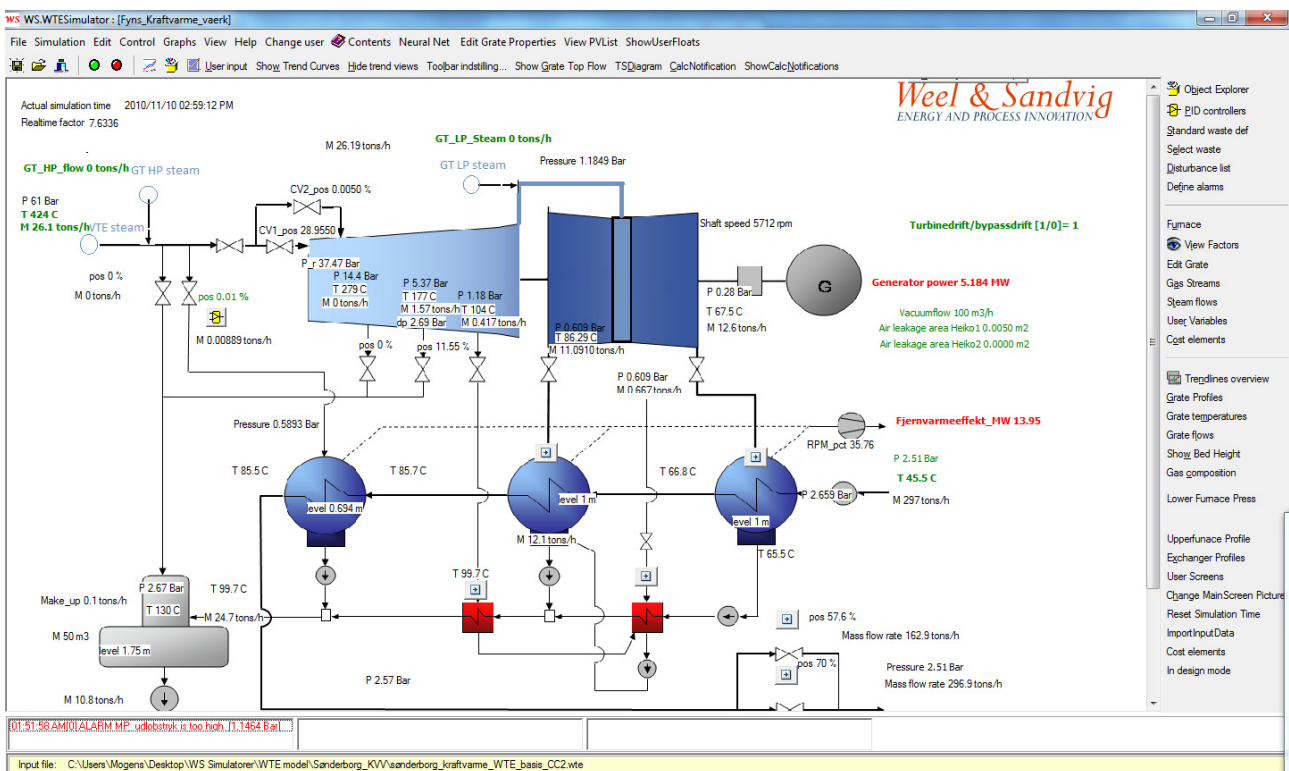 WS WS.WTESimulator : [Fyns_Kraftvarme_vaerk]
File Simulation Edit Control Graphs View Help Change user Contents Neural Net Edit Grate Properties View PVList ShowUserFloats
User input Show Trend Curves Hide trend views Toolbar indstilling... Show Grate Top Flow TSDiagram CalcNotification ShowCalcNotifications
Weel & Sandvig
ENERGY AND PROCESS INNOVATION
Actual simulation time 2010/11/10 02:59:12 PM
Realtime factor 7.6336
M 26.19 tons/h
GT_LP_Steam 0 tons/h
GT LP steam
Pressure 1.1849 Bar
GT_HP_flow 0 tons/h
GT HP steam
CV2_pos 0.0050 %
P 61 Bar
T 424 C
M 26.1 tons/h
VTE steam
CV1_pos 28.9550
Shaft speed 5712 rpm
Turbinedrift/bypassdrift [1/0]= 1
P_r 37.47 Bar
P 14.4 Bar
T 279 C
M 0 tons/h
P 5.37 Bar
T 177 C
M 1.57 tons/h
dp 2.69 Bar
P 1.18 Bar
T 104 C
M 0.417 tons/h
pos 0 %
M 0 tons/h
pos 0.01 %
M 0.00889 tons/h
G
Generator power 5.184 MW
P 0.28 Bar
T 67.5 C
M 12.6 tons/h
Vacuumflow 100 m3/h
Air leakage area Heiko1 0.0050 m2
Air leakage area Heiko2 0.0000 m2
P 0.609 Bar
T 86.29 C
M 11.0910 tons/h
pos 0 %
pos 11.55 %
P 0.609 Bar
M 0.667 tons/h
Pressure 0.5893 Bar
Fjernvarmeeffekt_MW 13.95
RPM_pct 35.76
P 2.51 Bar
T 45.5 C
T 85.5 C
T 85.7 C
T 66.8 C
P 2.659 Bar
M 297 tons/h
level 0.694 m
level 1 m
level 1 m
M 12.1 tons/h
T 65.5 C
T 99.7 C
P 2.67 Bar
T 130 C
T 99.7 C
Make_up 0.1 tons/h
M 24.7 tons/h
M 50 m3
level 1.75 m
pos 57.6 %
Mass flow rate 162.9 tons/h
pos 70 %
Pressure 2.51 Bar
Mass flow rate 296.9 tons/h
P 2.57 Bar
M 10.8 tons/h
Object Explorer
PID controllers
Standard waste def
Select waste
Disturbance list
Define alarms
Furnace
View Factors
Edit Grate
Gas Streams
Steam flows
User Variables
Cost elements
Trendlines overview
Grate Profiles
Grate temperatures
Grate flows
Show Bed Height
Gas composition
Lower Furnace Press
Upperfunace Profile
Exchanger Profiles
User Screens
Change MainScreen Picture
Reset Simulation Time
ImportInputData
Cost elements
In design mode
01:51:58 AM[0] ALARM MP_udlobstryk is too high [1.1464 Bar]
Input file: C:\Users\Mogens\Desktop\WS Simulatorer\WTE model\Sønderborg_KVV\sønderborg_kraftvarme_WTE_basis_CC2.wte